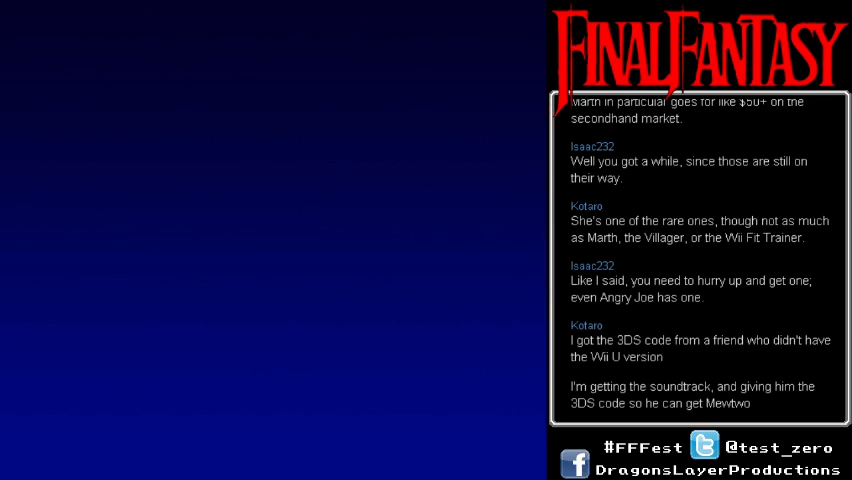 FINAL FANTASY
Marth in particular goes for like $50+ on the
secondhand market.
Isaac232
Well you got a while, since those are still on
their way.
Kotaro
She's one of the rare ones, though not as much
as Marth, the Villager, or the Wii Fit Trainer.
Isaac232
Like I said, you need to hurry up and get one;
even Angry Joe has one.
Kotaro
I got the 3DS code from a friend who didn't have
the Wii U version
I'm getting the soundtrack, and giving him the
3DS code so he can get Mewtwo
#FFFest @test_zero
DragonsLayerProductions